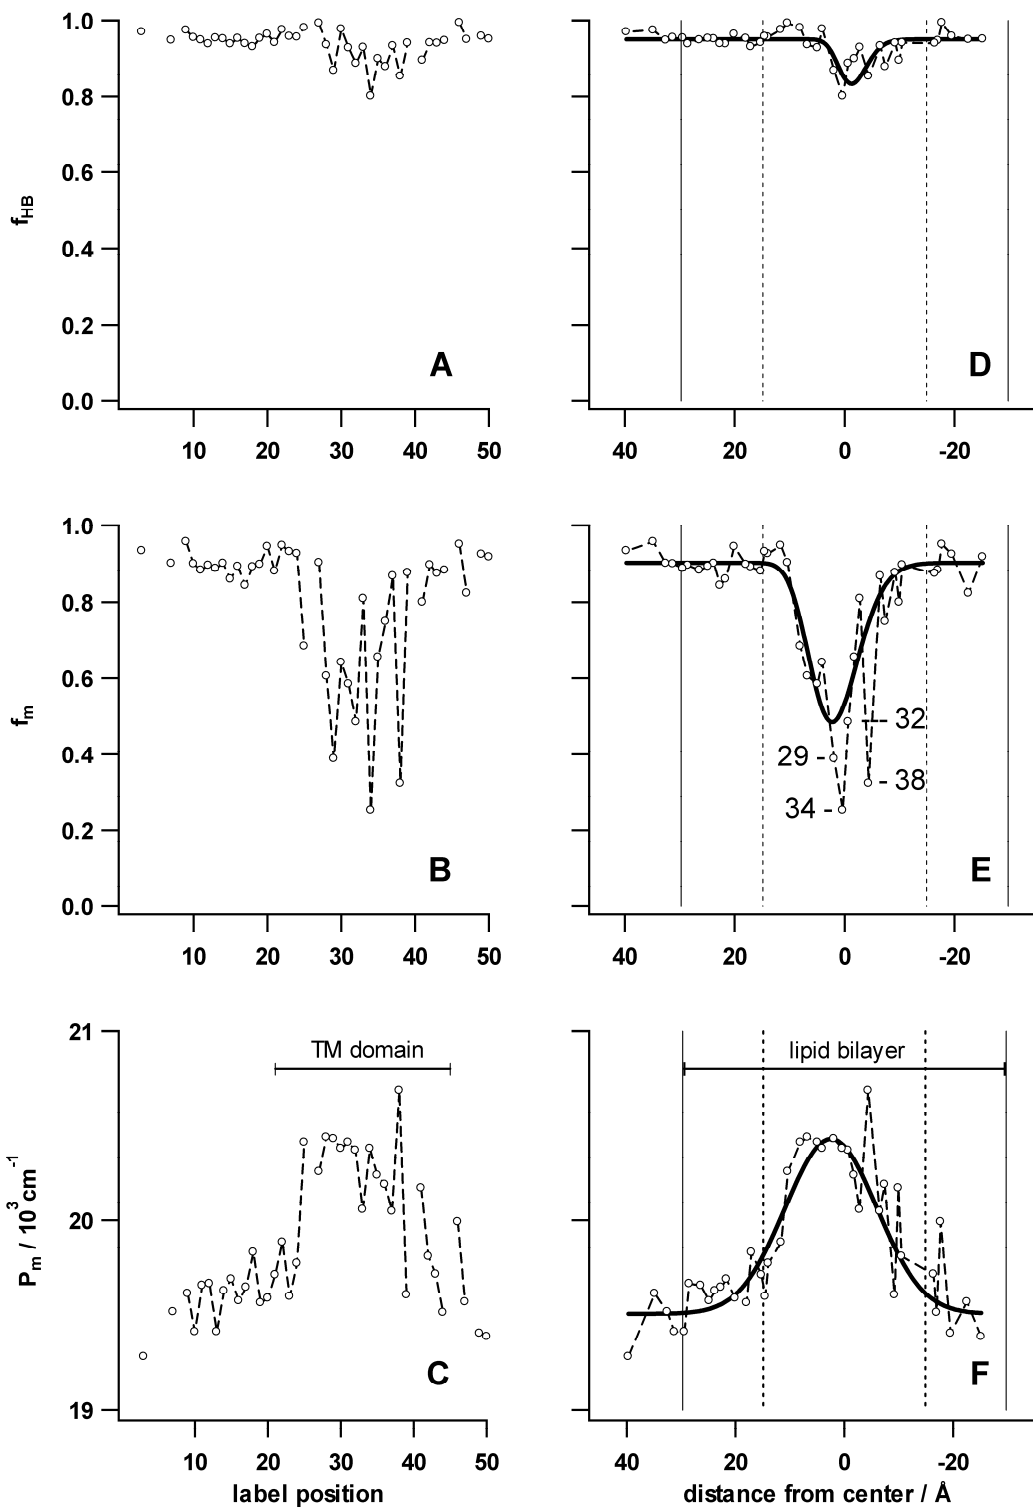 1.0
0.8
0.6
0.4
0.2
0.0
f_HB
A
10 20 30 40 50
D
40 20 0 -20
1.0
0.8
0.6
0.4
0.2
0.0
f_m
B
10 20 30 40 50
32
29
38
34
E
40 20 0 -20
21
20
19
P_m / 10³cm⁻¹
TM domain
C
10 20 30 40 50
label position
lipid bilayer
F
40 20 0 -20
distance from center / Å